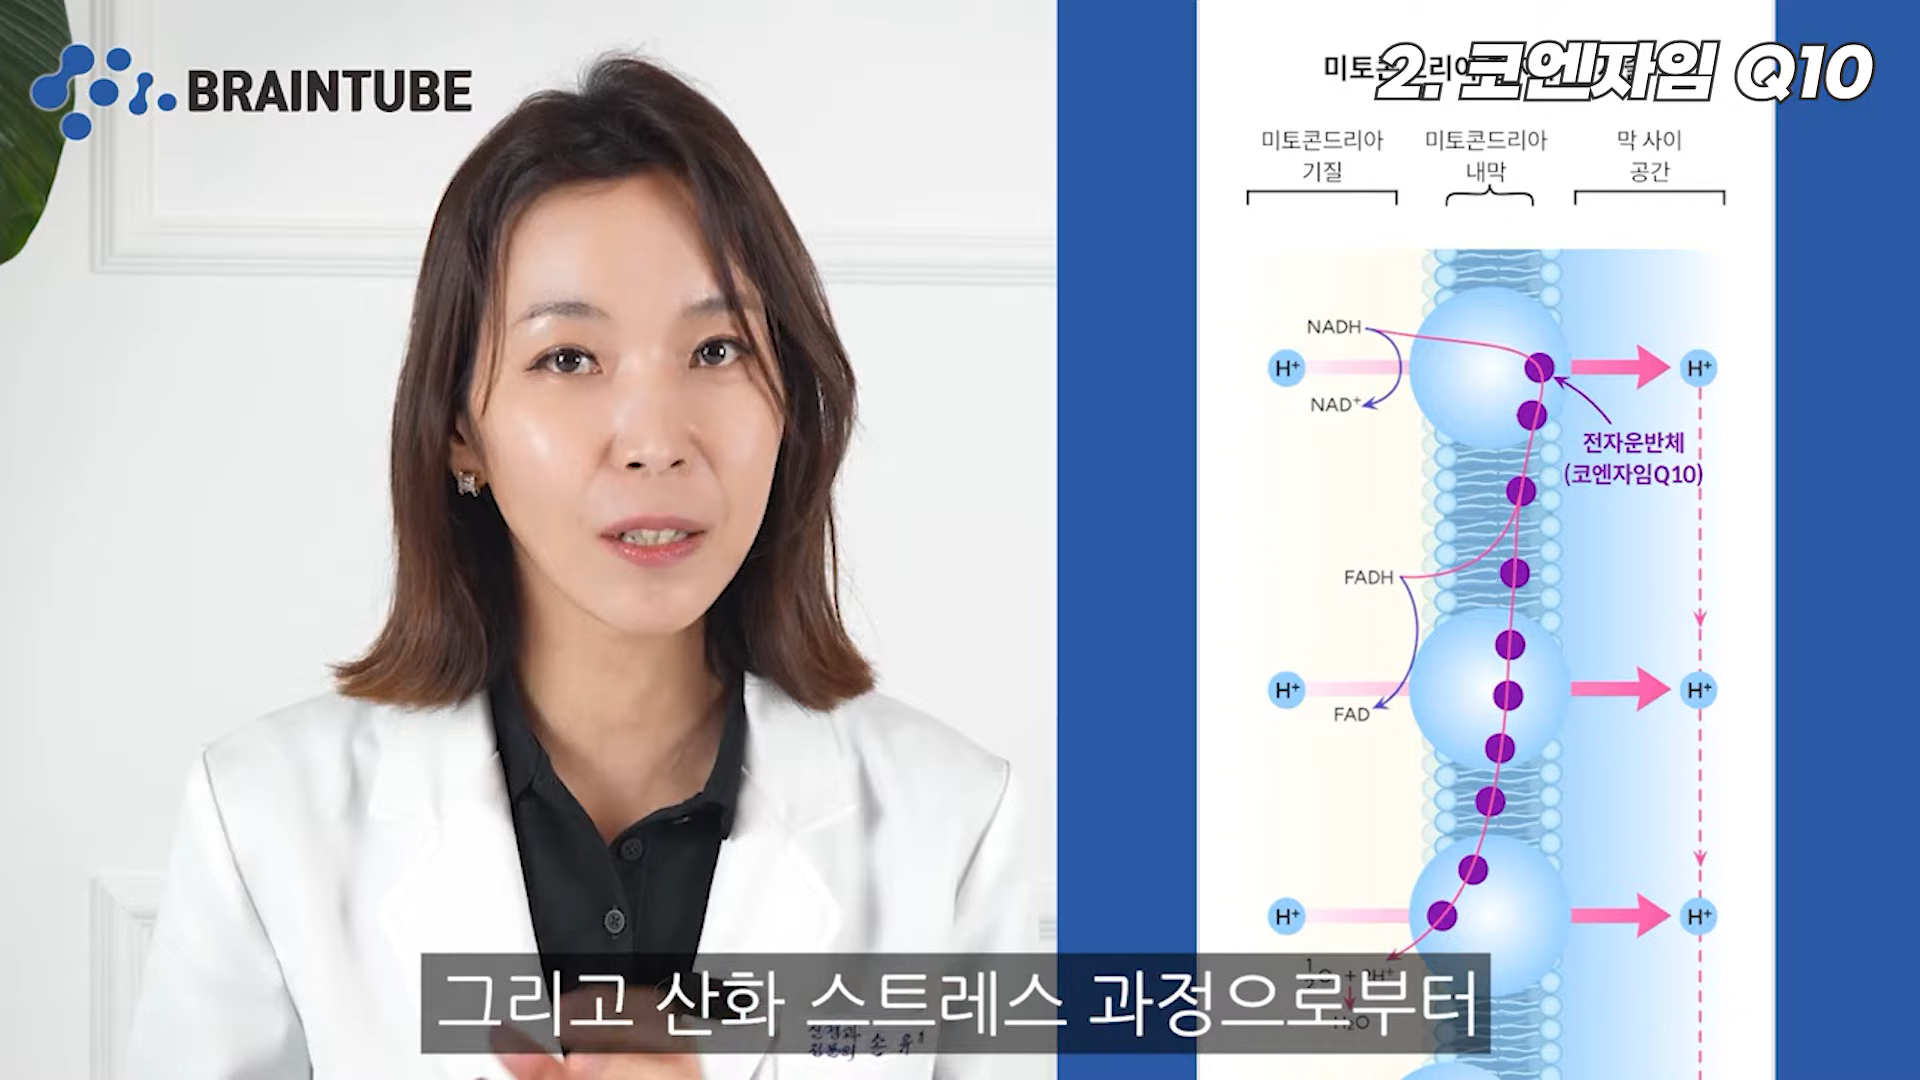 BRAINTUBE
2. 코엔자임 Q10
미토콘드리아
기질
미토콘드리아
내막
막 사이
공간
NADH
H⁺
H⁺
NAD⁺
전자운반체
(코엔자임Q10)
FADH
H⁺
H⁺
FAD
H⁺
H⁺
H₂O
그리고 산화 스트레스 과정으로부터